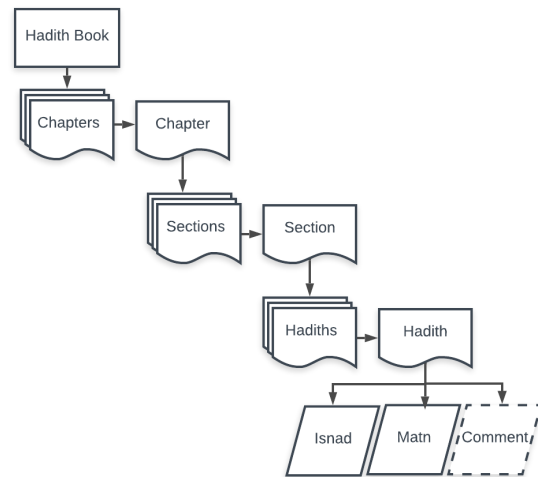 Hadith Book
Chapters
Chapter
Sections
Section
Hadiths
Hadith
Isnad
Matn
Comment